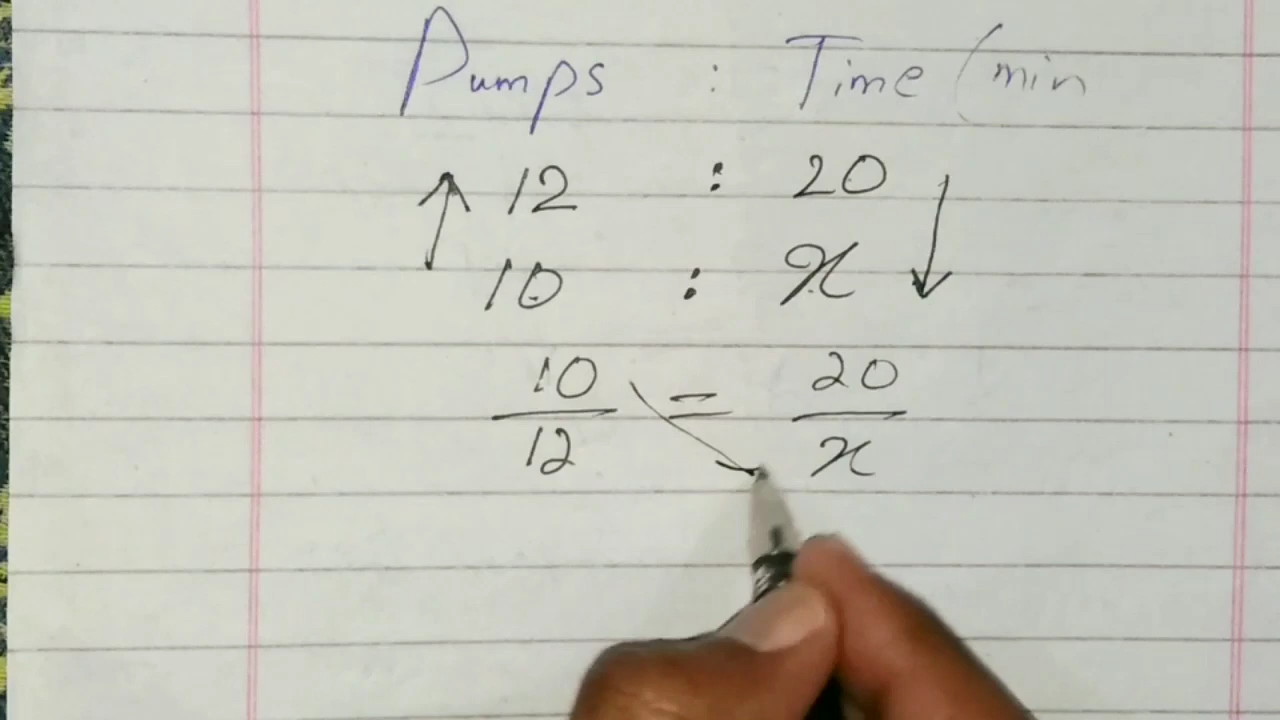 Pumps : Time (min
12 : 20
10 : x
10/12 = 20/x